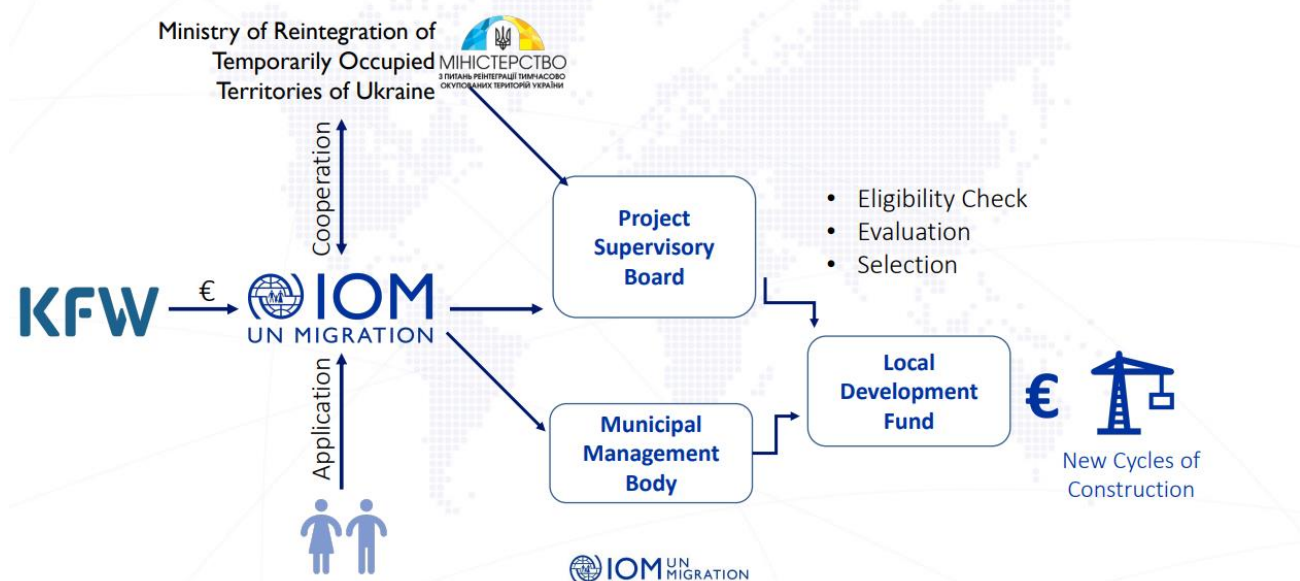 Ministry of Reintegration of
Temporarily Occupied
Territories of Ukraine
МІНІСТЕРСТВО
З ПИТАНЬ РЕІНТЕГРАЦІЇ ТИМЧАСОВО
ОКУПОВАНИХ ТЕРИТОРІЙ УКРАЇНИ
Cooperation
Project
Supervisory
Board
• Eligibility Check
• Evaluation
• Selection
KFW
€
IOM
UN MIGRATION
Application
Municipal
Management
Body
Local
Development
Fund
€
New Cycles of
Construction
IOM UN MIGRATION